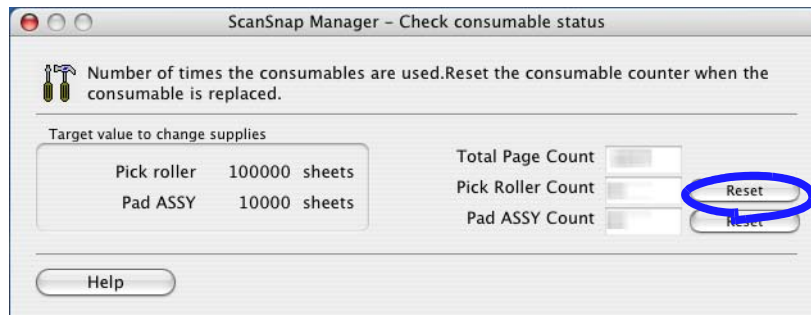 ScanSnap Manager – Check consumable status
Number of times the consumables are used.Reset the consumable counter when the
consumable is replaced.
Target value to change supplies
Pick roller 100000 sheets
Pad ASSY 10000 sheets
Total Page Count
Pick Roller Count Reset
Pad ASSY Count Reset
Help